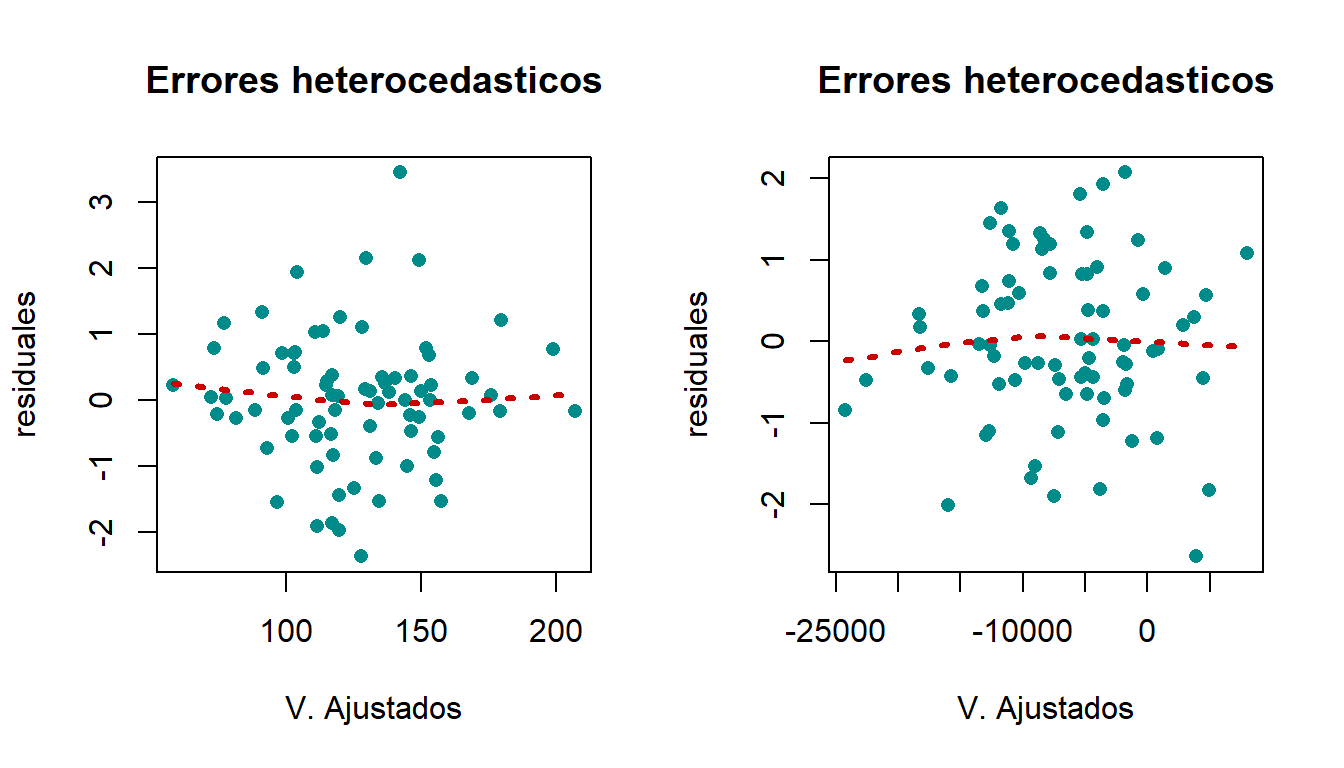 Errores heterocedasticos
residuales
3
2
1
0
-1
-2
100 150 200
V. Ajustados
Errores heterocedasticos
residuales
2
1
0
-1
-2
-25000 -10000 0
V. Ajustados